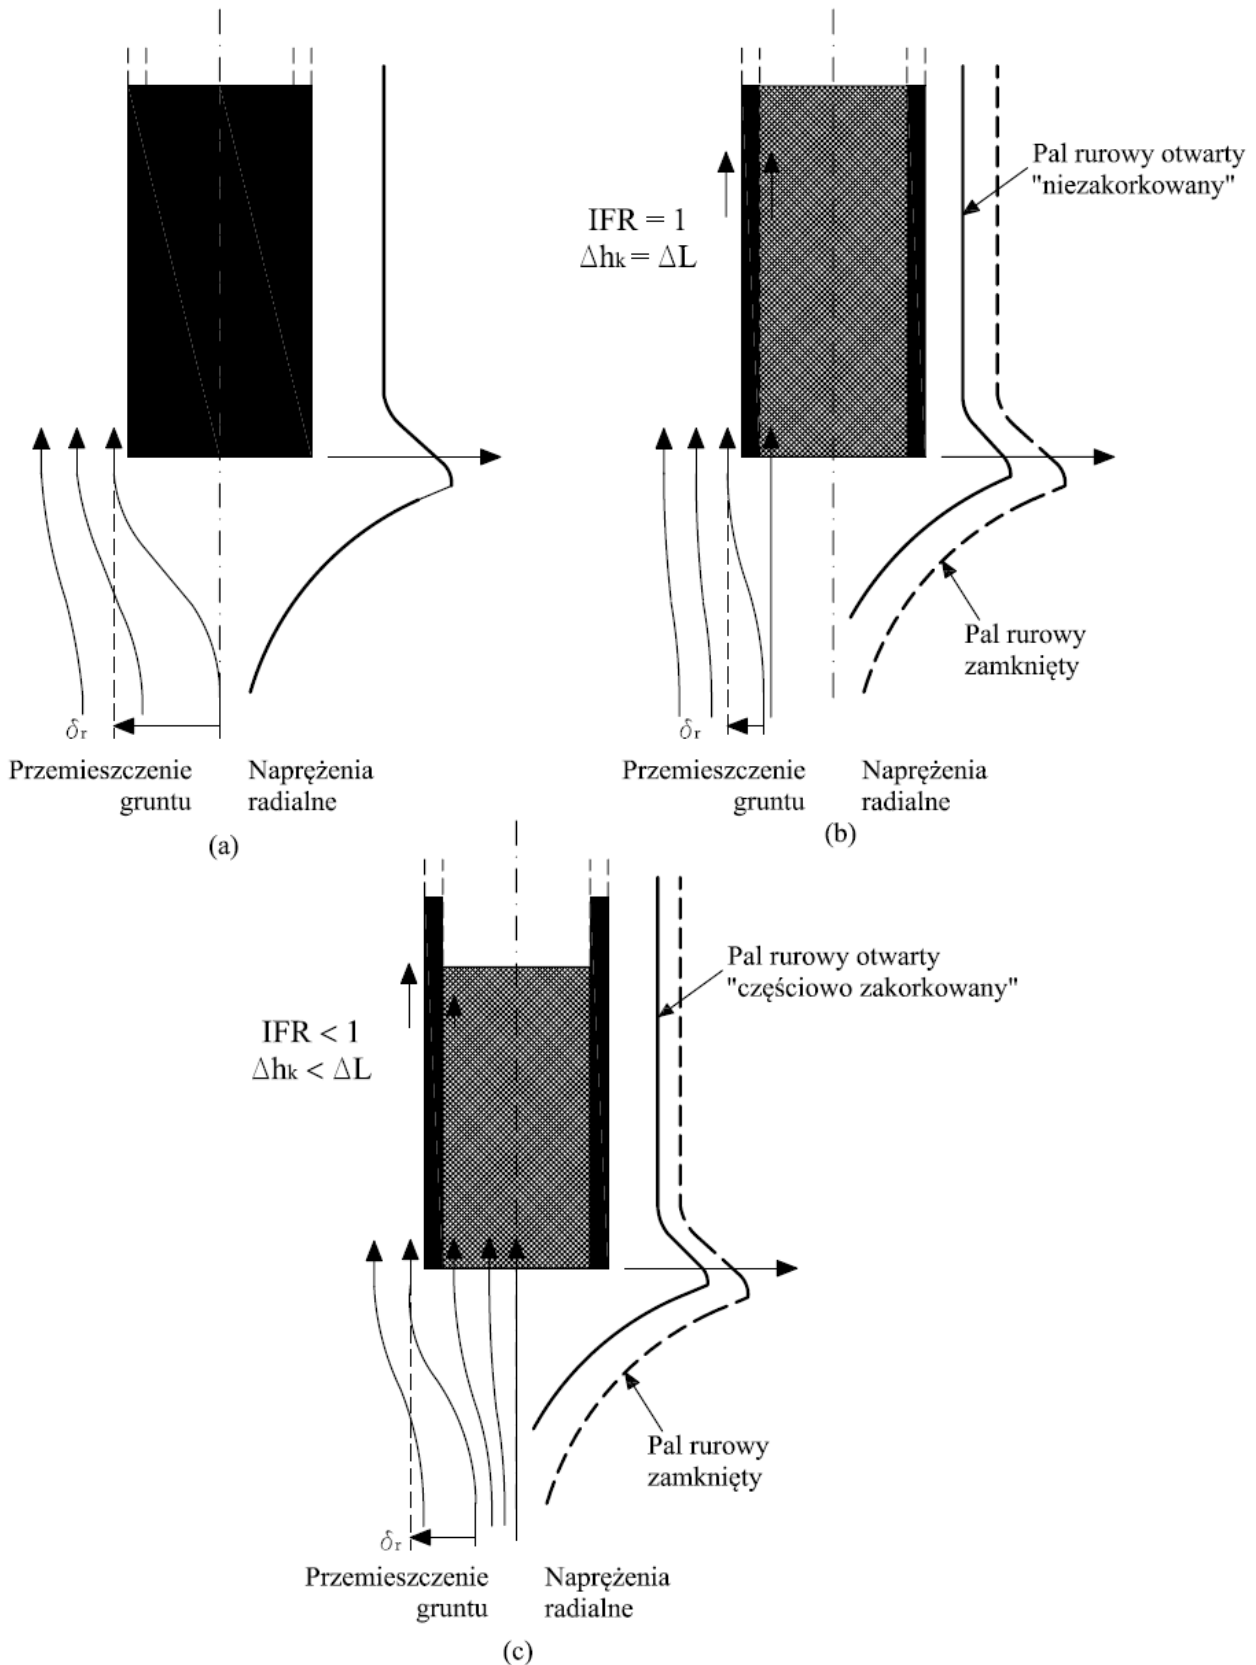 δr
Przemieszczenie
gruntu
Naprężenia
radialne
(a)
IFR = 1
Δhk = ΔL
Pal rurowy otwarty
"niezakorkowany"
Pal rurowy
zamknięty
δr
Przemieszczenie
gruntu
Naprężenia
radialne
(b)
IFR < 1
Δhk < ΔL
Pal rurowy otwarty
"częściowo zakorkowany"
Pal rurowy
zamknięty
δr
Przemieszczenie
gruntu
Naprężenia
radialne
(c)